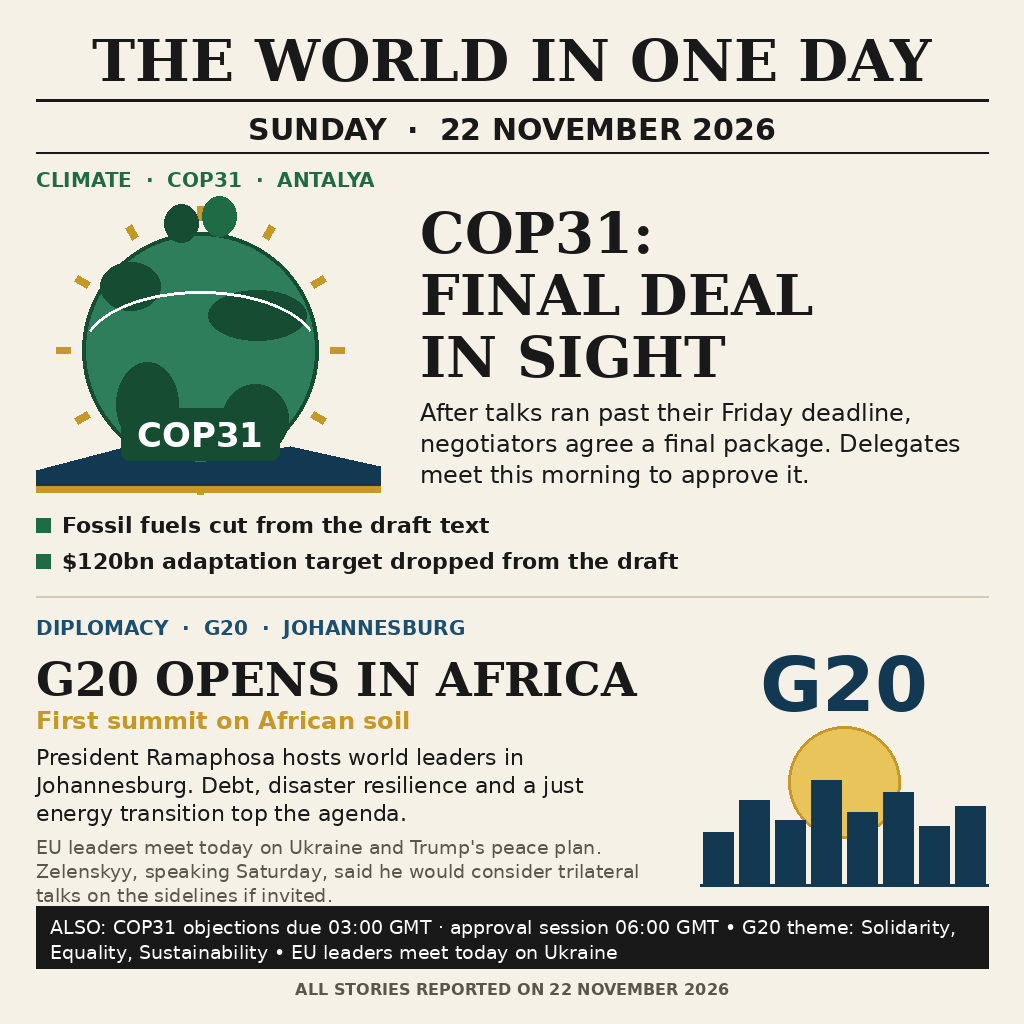 THE WORLD IN ONE DAY
SUNDAY · 22 NOVEMBER 2026
CLIMATE · COP31 · ANTALYA
COP31
COP31:
FINAL DEAL
IN SIGHT
After talks ran past their Friday deadline,
negotiators agree a final package. Delegates
meet this morning to approve it.
Fossil fuels cut from the draft text
$120bn adaptation target dropped from the draft
DIPLOMACY · G20 · JOHANNESBURG
G20 OPENS IN AFRICA
First summit on African soil
President Ramaphosa hosts world leaders in
Johannesburg. Debt, disaster resilience and a just
energy transition top the agenda.
EU leaders meet today on Ukraine and Trump's peace plan.
Zelenskyy, speaking Saturday, said he would consider trilateral
talks on the sidelines if invited.
G20
ALSO: COP31 objections due 03:00 GMT · approval session 06:00 GMT • G20 theme: Solidarity,
Equality, Sustainability • EU leaders meet today on Ukraine
ALL STORIES REPORTED ON 22 NOVEMBER 2026